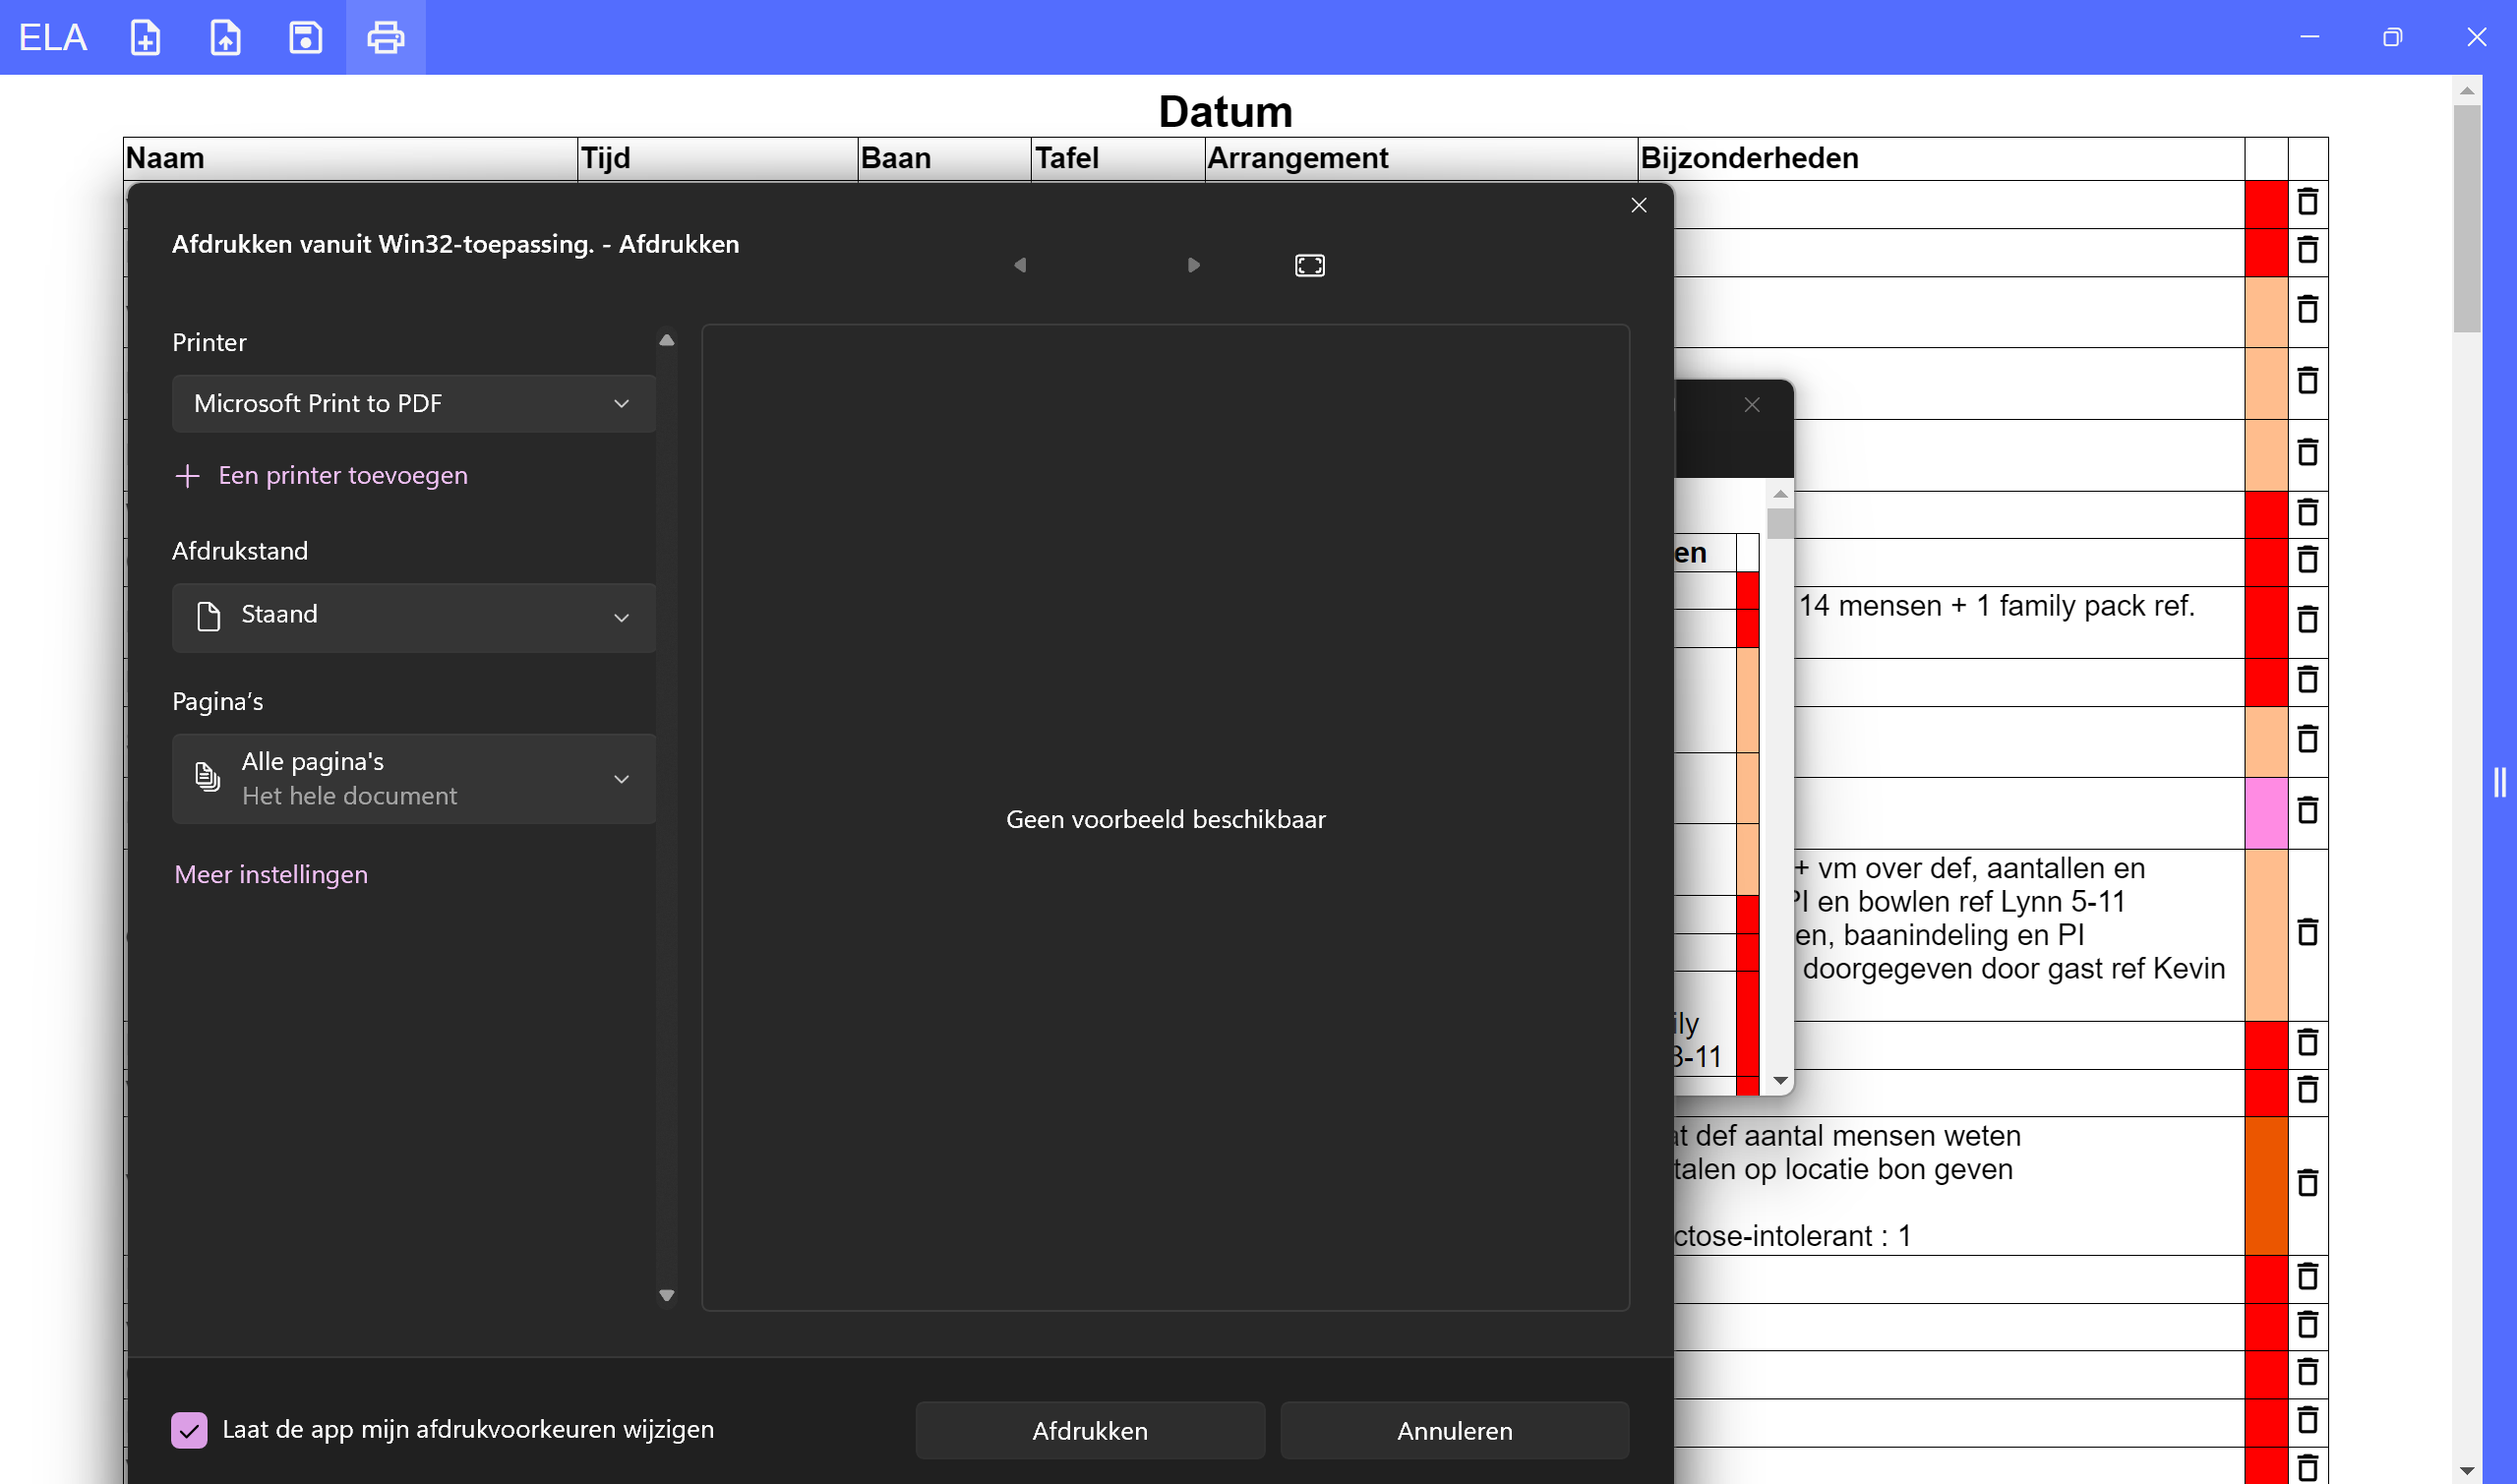 ELA
Datum
Naam Tijd Baan Tafel Arrangement Bijzonderheden
Afdrukken vanuit Win32-toepassing. - Afdrukken
Printer
Microsoft Print to PDF
Een printer toevoegen
Afdrukstand
Staand
Pagina's
Alle pagina's
Het hele document
Meer instellingen
Geen voorbeeld beschikbaar
Laat de app mijn afdrukvoorkeuren wijzigen
Afdrukken
Annuleren
en
ily
3-11
14 mensen + 1 family pack ref.
+ vm over def, aantallen en
PI en bowlen ref Lynn 5-11
en, baanindeling en PI
doorgegeven door gast ref Kevin
at def aantal mensen weten
talen op locatie bon geven
ctose-intolerant : 1